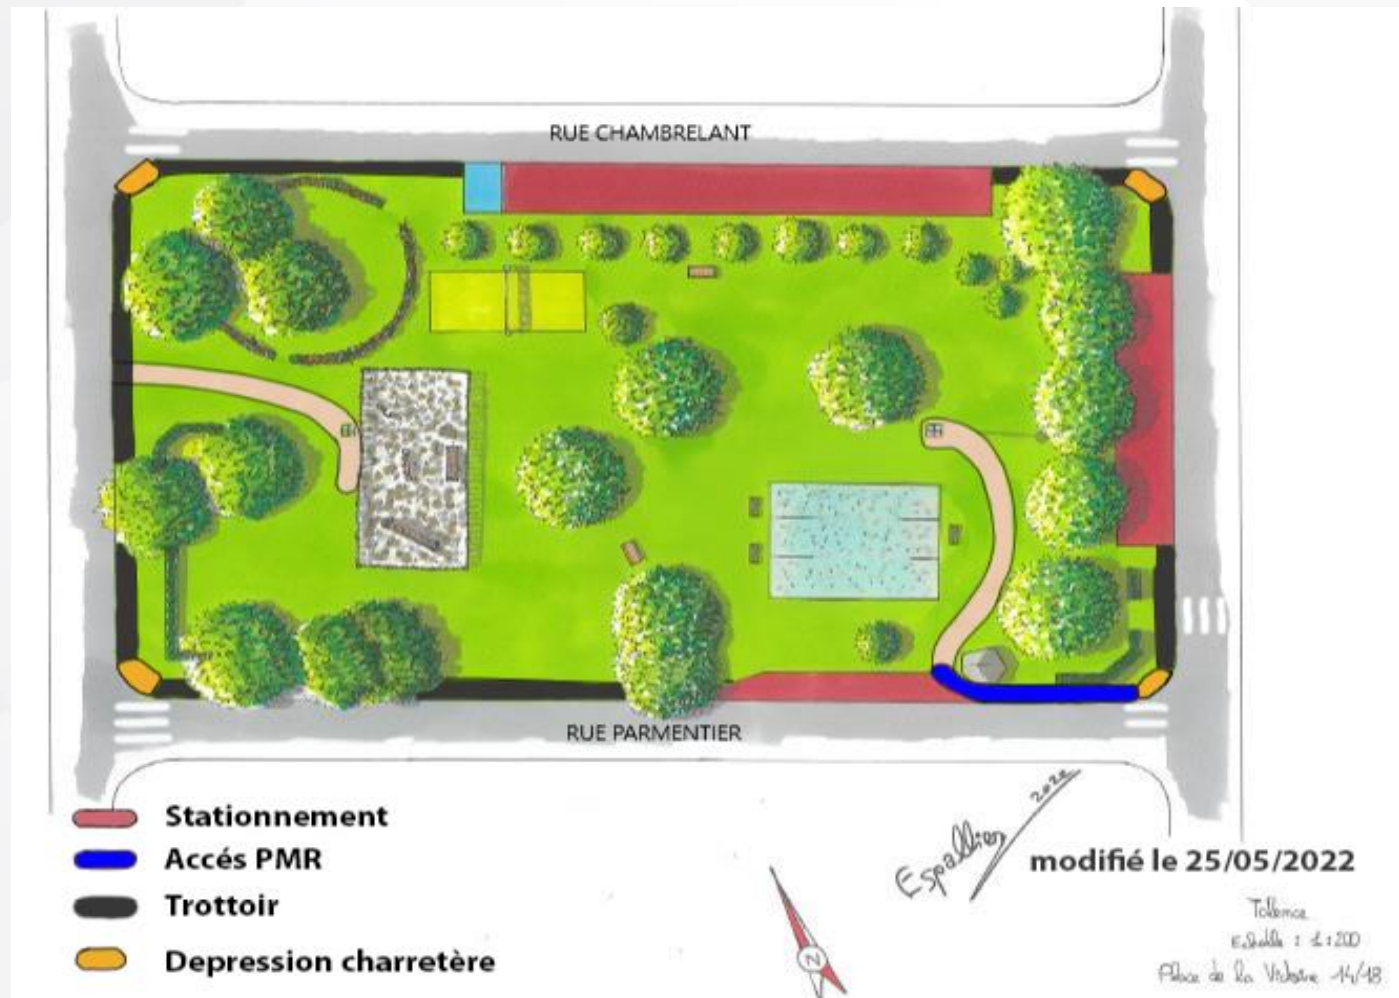 RUE CHAMBRELANT
RUE PARMENTIER
Stationnement
Accés PMR
Trottoir
Depression charretère
N
Espallier
2022
modifié le 25/05/2022
Echelle : 1:200
Place de la Victoire 14/18